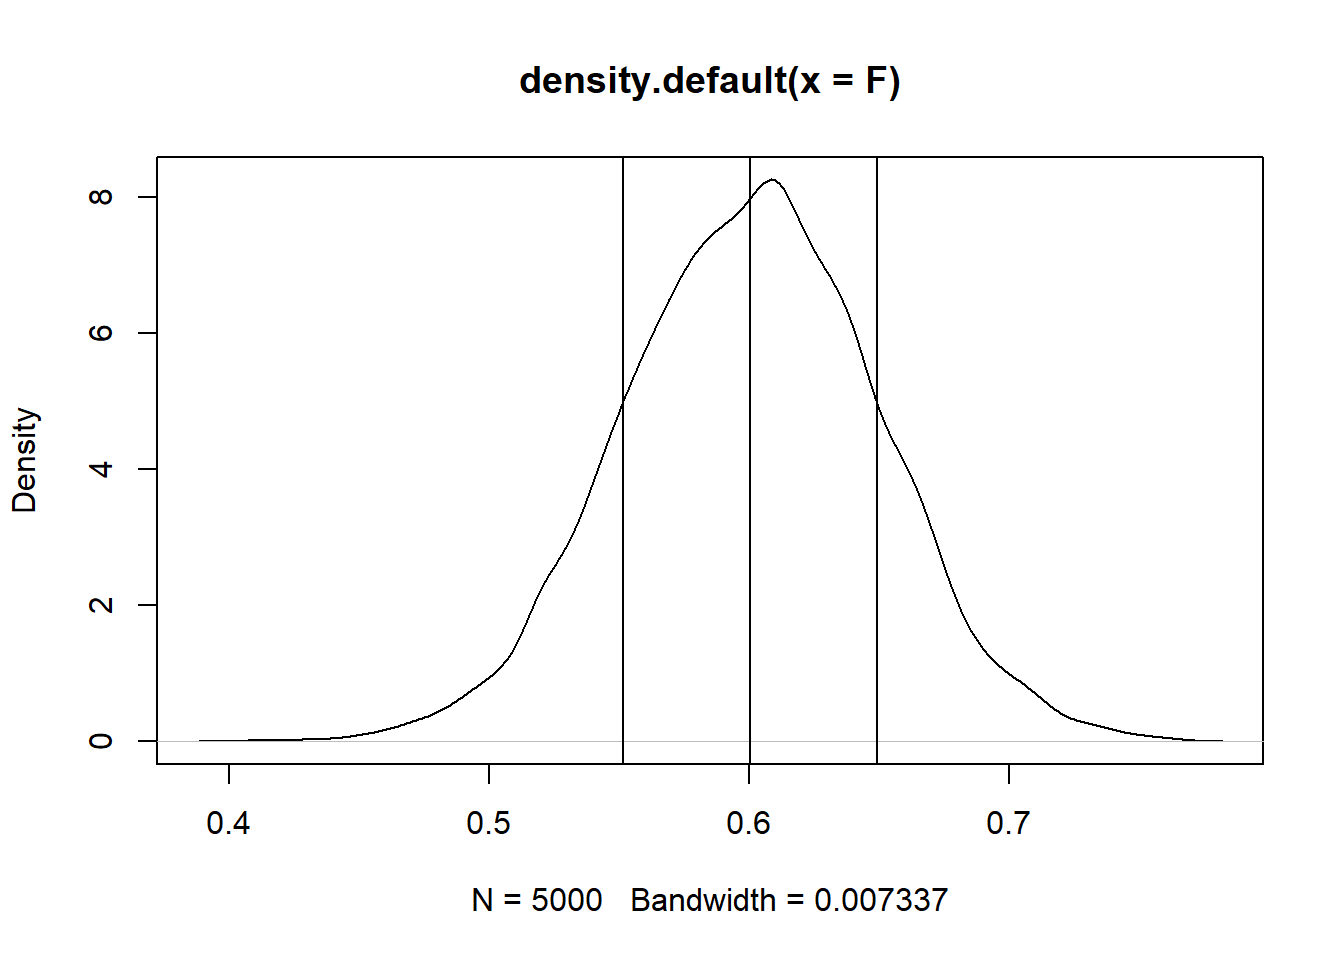 density.default(x = F)
Density
8
6
4
2
0
0.4 0.5 0.6 0.7
N = 5000 Bandwidth = 0.007337